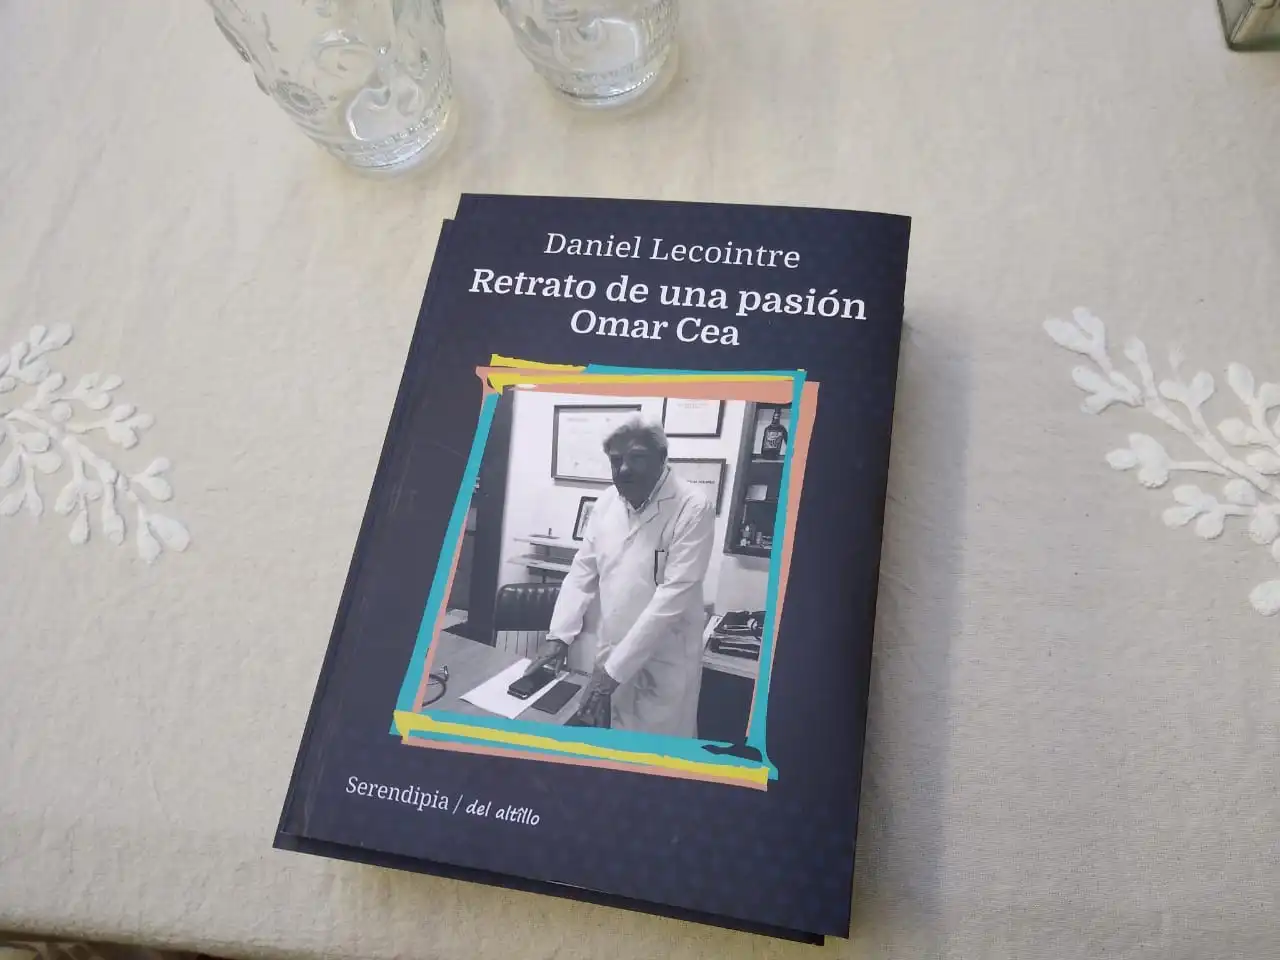 Daniel Lecointre
Retrato de una pasión
Omar Cea
Serendipia / del altillo